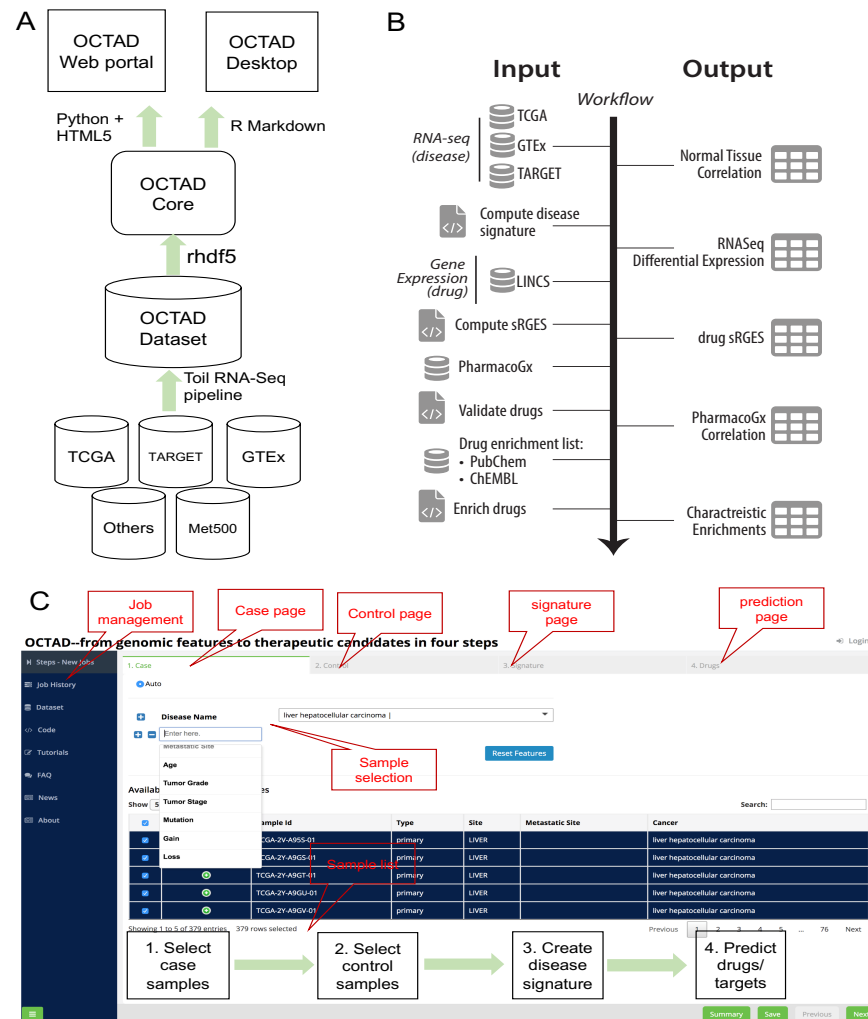 A
OCTAD
Web portal
OCTAD
Desktop
Python +
HTML5
R Markdown
OCTAD
Core
rhdf5
OCTAD
Dataset
Toil RNA-Seq
pipeline
TCGA
TARGET
GTEx
Others
Met500
B
Input
Output
Workflow
RNA-seq
(disease)
TCGA
GTEx
TARGET
Normal Tissue
Correlation
</>
Compute disease
signature
RNASeq
Differential Expression
Gene
Expression
(drug)
LINCS
</>
Compute sRGES
drug sRGES
PharmacoGx
</>
Validate drugs
PharmacoGx
Correlation
Drug enrichment list:
• PubChem
• ChEMBL
</>
Enrich drugs
Charactreistic
Enrichments
C
Job
management
Case page
Control page
signature
page
prediction
page
OCTAD--from genomic features to therapeutic candidates in four steps
Login
Steps - New Jobs
Job History
Dataset
Code
Tutorials
FAQ
News
About
1. Case
2. Control
3. Signature
4. Drugs
Auto
Disease Name
liver hepatocellular carcinoma |
Enter here.
Metastatic Site
Age
Tumor Grade
Tumor Stage
Mutation
Gain
Loss
Sample
selection
Reset Features
Show 5
Search:
Type Site Metastatic Site Cancer
TCGA-2Y-A95S-01 primary LIVER liver hepatocellular carcinoma
TCGA-2Y-A9GS-01 primary LIVER liver hepatocellular carcinoma
TCGA-2Y-A9GT-01 primary LIVER liver hepatocellular carcinoma
TCGA-2Y-A9GU-01 primary LIVER liver hepatocellular carcinoma
TCGA-2Y-A9GV-01 primary LIVER liver hepatocellular carcinoma
Sample list
Showing 1 to 5 of 379 entries 379 rows selected
Previous 1 2 3 4 5 ... 76 Next
1. Select
case
samples
2. Select
control
samples
3. Create
disease
signature
4. Predict
drugs/
targets
Summary Save Previous Next